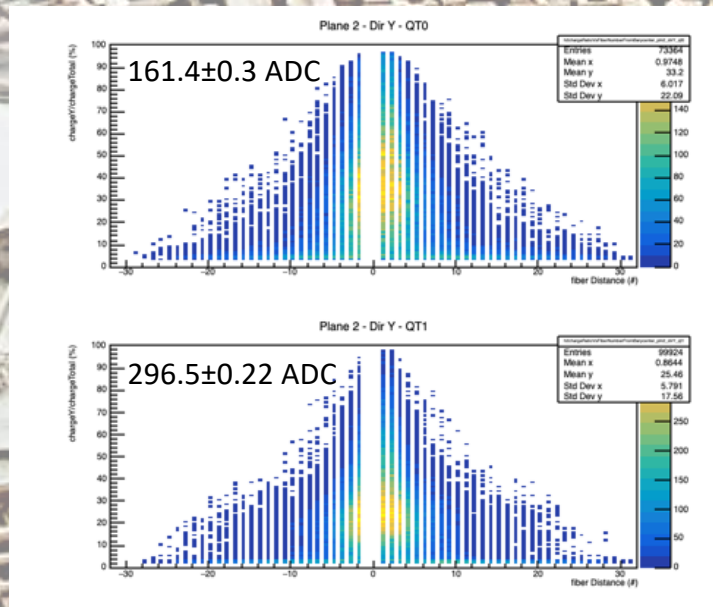 Plane 2 - Dir Y - QT0
161.4±0.3 ADC
Entries 73364
Mean x 0.9748
Mean y 33.2
Std Dev x 6.017
Std Dev y 22.09
chargeY/chargeTotal (%)
100
90
80
70
60
50
40
30
20
10
0
140
120
100
80
60
40
20
0
−30 −20 −10 0 10 20 30
fiber Distance (#)
Plane 2 - Dir Y - QT1
296.5±0.22 ADC
Entries 99924
Mean x 0.8644
Mean y 25.46
Std Dev x 5.791
Std Dev y 17.56
chargeY/chargeTotal (%)
100
90
80
70
60
50
40
30
20
10
0
250
200
150
100
50
0
−30 −20 −10 0 10 20 30
fiber Distance (#)